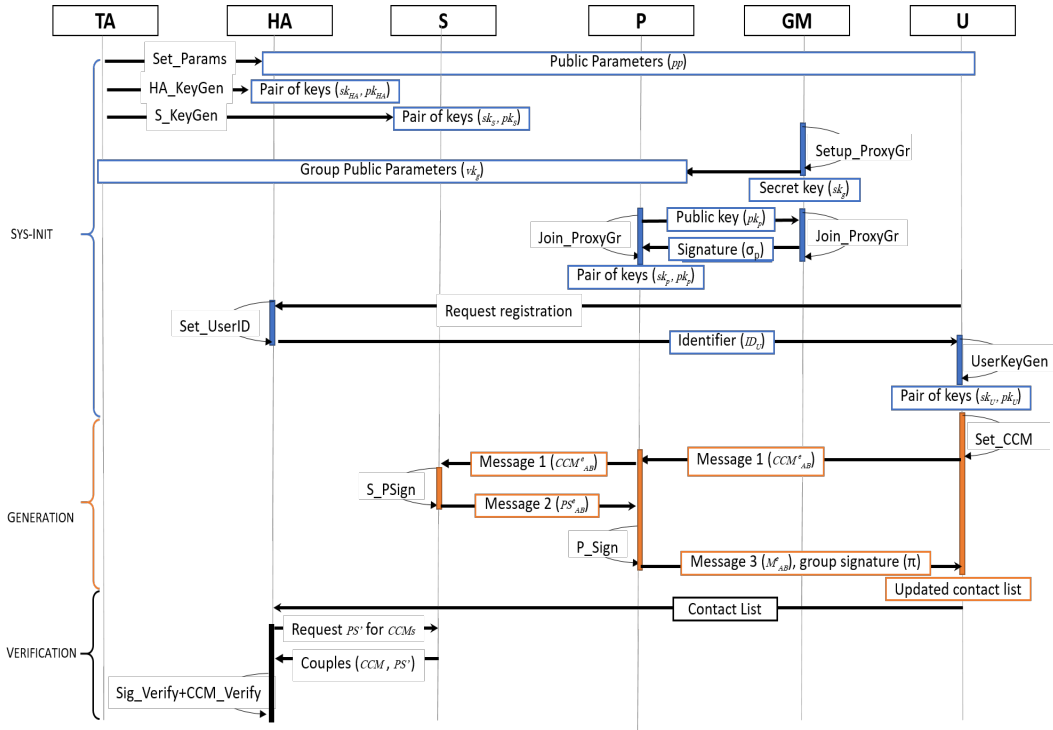 TA HA S P GM U
Set_Params
Public Parameters (pp)
HA_KeyGen
Pair of keys (sk_HA, pk_HA)
S_KeyGen
Pair of keys (sk_S, pk_S)
Setup_ProxyGr
Group Public Parameters (vk_g)
Secret key (sk_g)
Public key (pk_p)
SYS-INIT
Join_ProxyGr
Join_ProxyGr
Signature (σ_p)
Pair of keys (sk_p, pk_p)
Request registration
Set_UserID
Identifier (ID_U)
UserKeyGen
Pair of keys (sk_U, pk_U)
Set_CCM
Message 1 (CCM^e_AB)
Message 1 (CCM^e_AB)
S_PSign
Message 2 (PS^e_AB)
GENERATION
P_Sign
Message 3 (M^e_AB), group signature (π)
Updated contact list
Contact List
Request PS' for CCMs
VERIFICATION
Couples (CCM , PS')
Sig_Verify+CCM_Verify